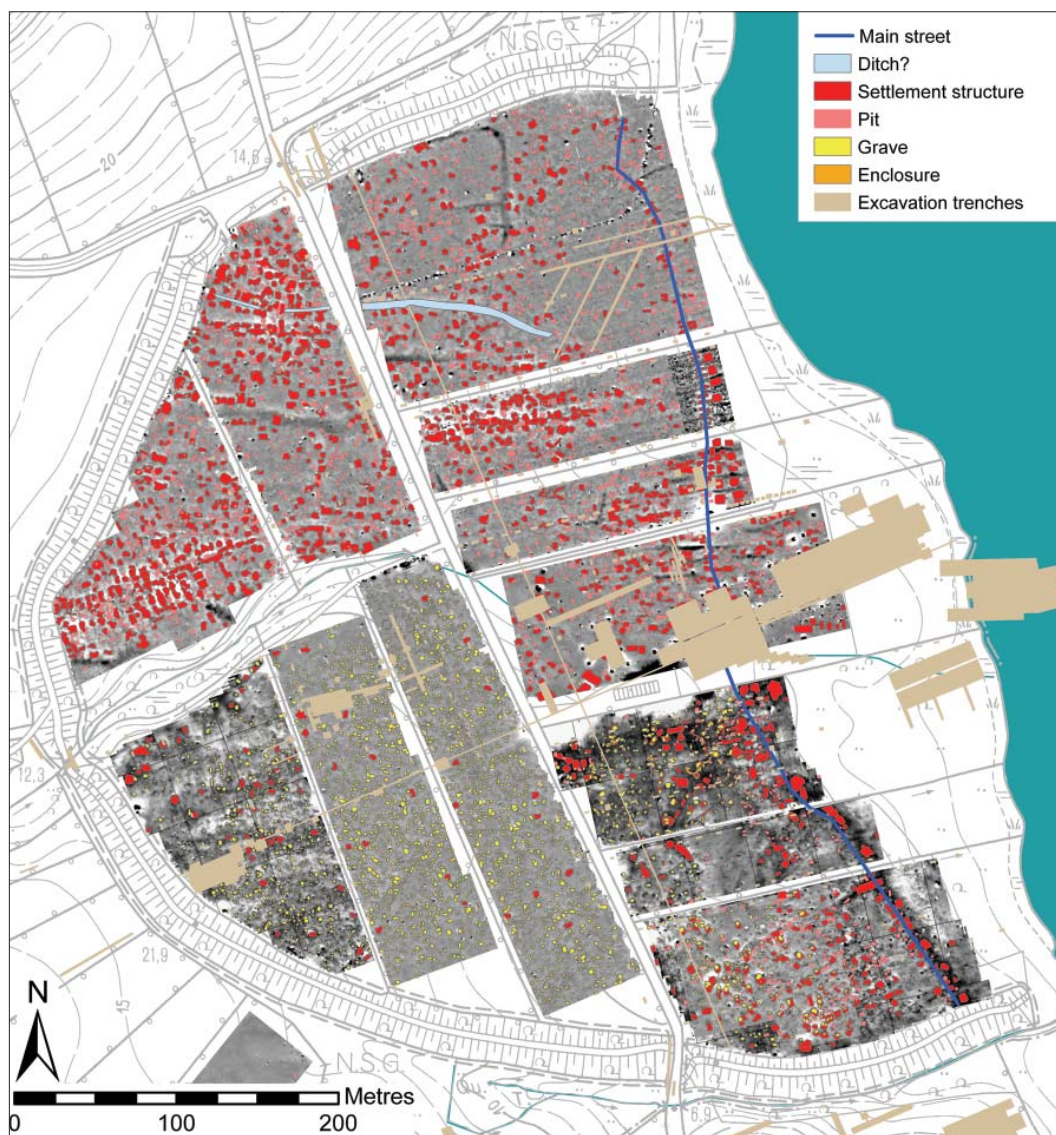 N.S.G.
Main street
Ditch?
Settlement structure
Pit
Grave
Enclosure
Excavation trenches
20
14,6
12,3
21,9
15
N
N.S.G.
Metres
0
100
200
10
6,9